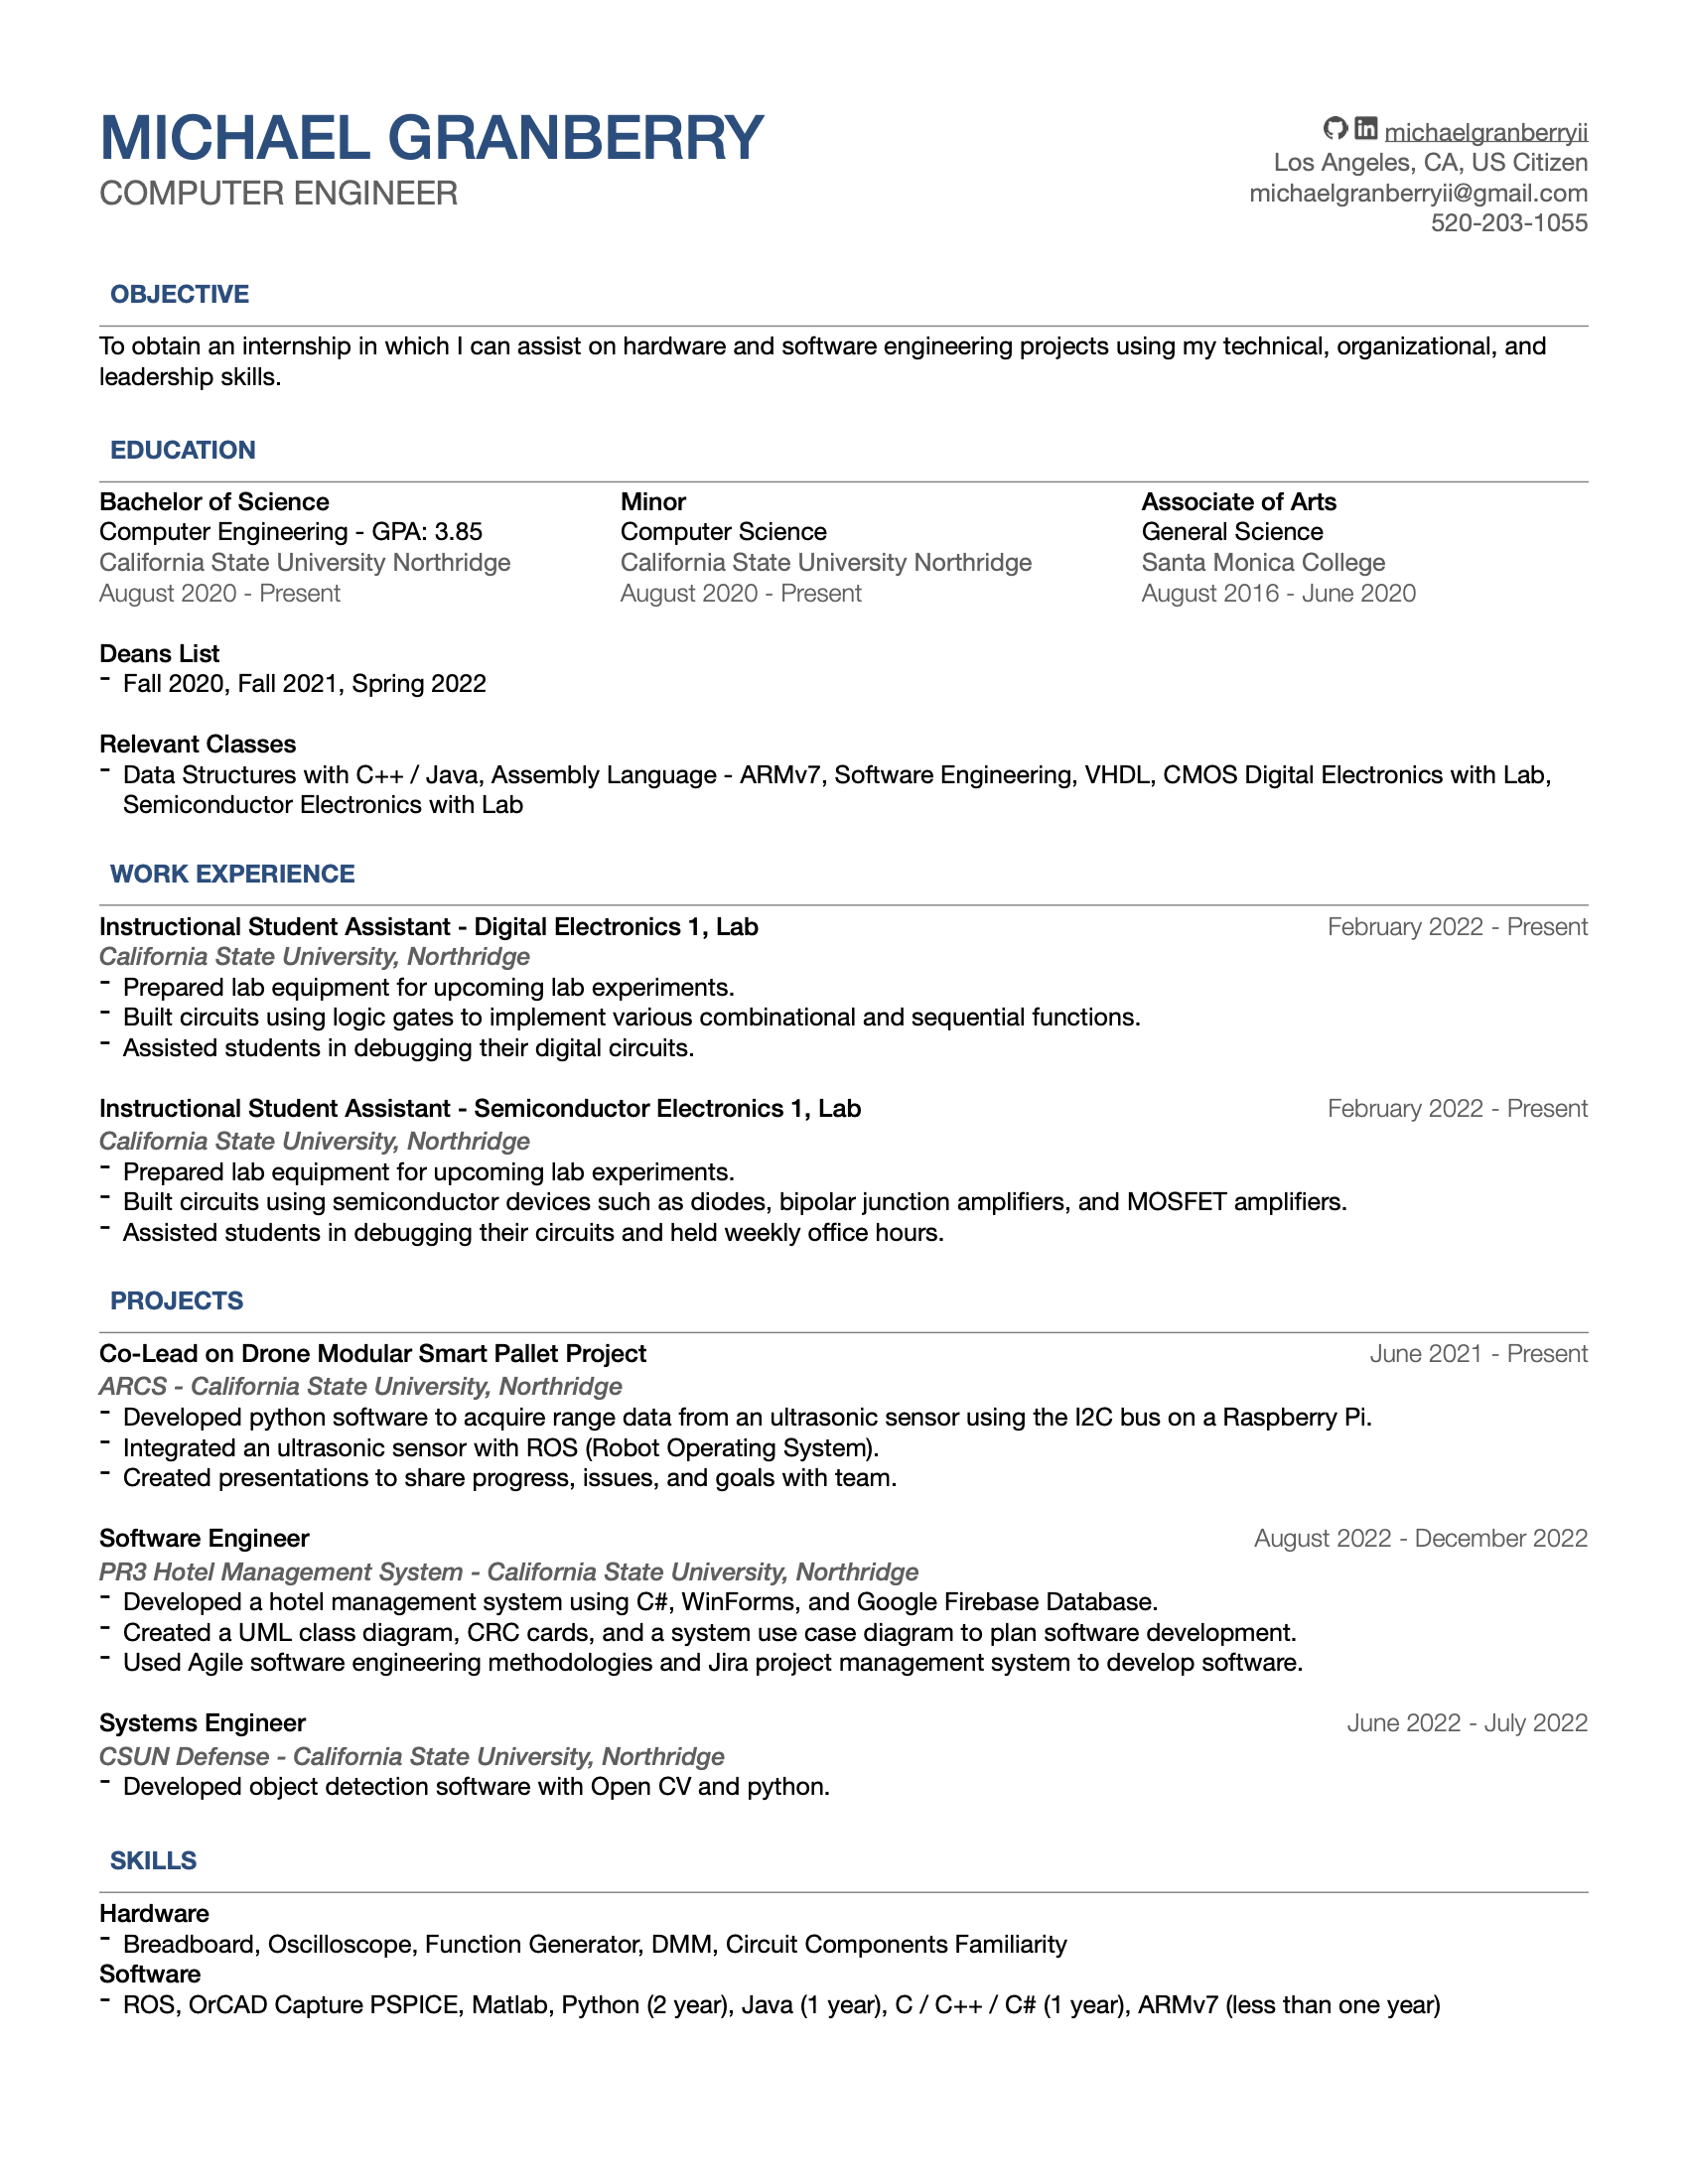 MICHAEL GRANBERRY
COMPUTER ENGINEER
michaelgranberryii
Los Angeles, CA, US Citizen
michaelgranberryii@gmail.com
520-203-1055
OBJECTIVE
To obtain an internship in which I can assist on hardware and software engineering projects using my technical, organizational, and
leadership skills.
EDUCATION
Bachelor of Science
Computer Engineering - GPA: 3.85
California State University Northridge
August 2020 - Present
Minor
Computer Science
California State University Northridge
August 2020 - Present
Associate of Arts
General Science
Santa Monica College
August 2016 - June 2020
Deans List
- Fall 2020, Fall 2021, Spring 2022
Relevant Classes
- Data Structures with C++ / Java, Assembly Language - ARMv7, Software Engineering, VHDL, CMOS Digital Electronics with Lab,
Semiconductor Electronics with Lab
WORK EXPERIENCE
Instructional Student Assistant - Digital Electronics 1, Lab February 2022 - Present
California State University, Northridge
- Prepared lab equipment for upcoming lab experiments.
- Built circuits using logic gates to implement various combinational and sequential functions.
- Assisted students in debugging their digital circuits.
Instructional Student Assistant - Semiconductor Electronics 1, Lab February 2022 - Present
California State University, Northridge
- Prepared lab equipment for upcoming lab experiments.
- Built circuits using semiconductor devices such as diodes, bipolar junction amplifiers, and MOSFET amplifiers.
- Assisted students in debugging their circuits and held weekly office hours.
PROJECTS
Co-Lead on Drone Modular Smart Pallet Project June 2021 - Present
ARCS - California State University, Northridge
- Developed python software to acquire range data from an ultrasonic sensor using the I2C bus on a Raspberry Pi.
- Integrated an ultrasonic sensor with ROS (Robot Operating System).
- Created presentations to share progress, issues, and goals with team.
Software Engineer August 2022 - December 2022
PR3 Hotel Management System - California State University, Northridge
- Developed a hotel management system using C#, WinForms, and Google Firebase Database.
- Created a UML class diagram, CRC cards, and a system use case diagram to plan software development.
- Used Agile software engineering methodologies and Jira project management system to develop software.
Systems Engineer June 2022 - July 2022
CSUN Defense - California State University, Northridge
- Developed object detection software with Open CV and python.
SKILLS
Hardware
- Breadboard, Oscilloscope, Function Generator, DMM, Circuit Components Familiarity
Software
- ROS, OrCAD Capture PSPICE, Matlab, Python (2 year), Java (1 year), C / C++ / C# (1 year), ARMv7 (less than one year)